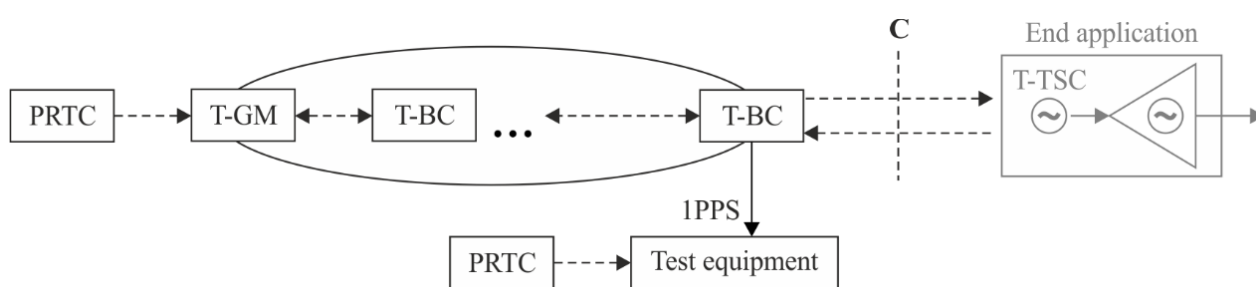 C
End application
PRTC
T-GM
T-BC
...
T-BC
T-TSC
1PPS
PRTC
Test equipment